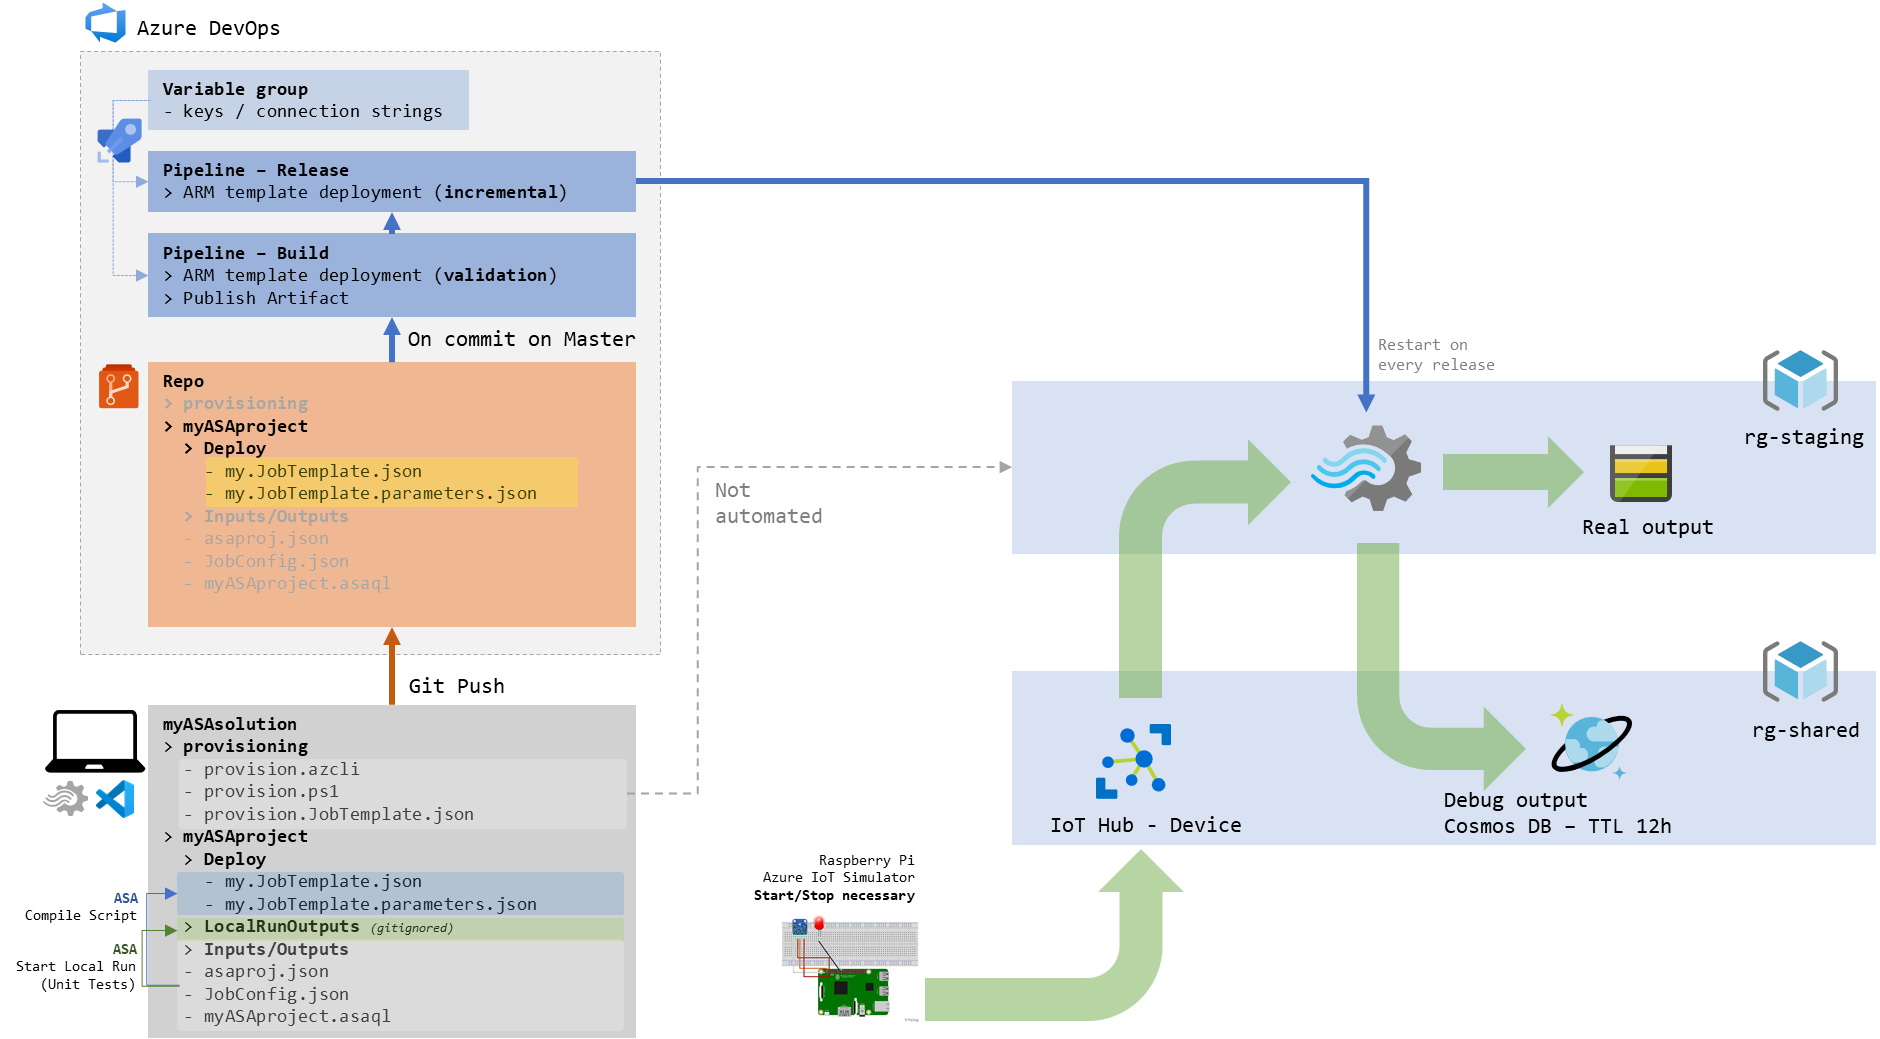 Azure DevOps
Variable group
- keys / connection strings
Pipeline – Release
> ARM template deployment (incremental)
Pipeline – Build
> ARM template deployment (validation)
> Publish Artifact
On commit on Master
Repo
> provisioning
> myASAproject
> Deploy
- my.JobTemplate.json
- my.JobTemplate.parameters.json
> Inputs/Outputs
- asaproj.json
- JobConfig.json
- myASAproject.asaql
Git Push
myASAsolution
> provisioning
- provision.azcli
- provision.ps1
- provision.JobTemplate.json
> myASAproject
> Deploy
- my.JobTemplate.json
- my.JobTemplate.parameters.json
> LocalRunOutputs (gitignored)
> Inputs/Outputs
- asaproj.json
- JobConfig.json
- myASAproject.asaql
ASA
Compile Script
ASA
Start Local Run
(Unit Tests)
Not
automated
Restart on
every release
rg-staging
Real output
rg-shared
IoT Hub - Device
Debug output
Cosmos DB – TTL 12h
Raspberry Pi
Azure IoT Simulator
Start/Stop necessary